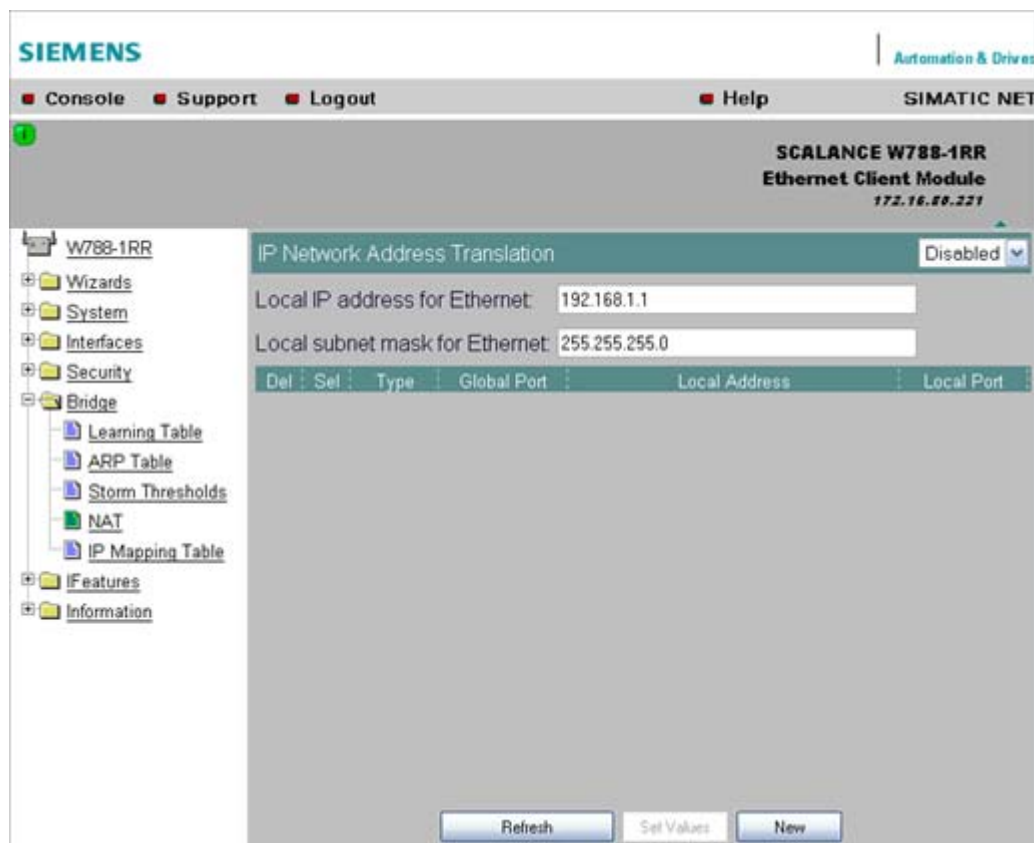 SIEMENS
Automation & Drives
Console Support Logout Help SIMATIC NET
SCALANCE W788-1RR
Ethernet Client Module
172.16.88.221
W788-1RR
Wizards
System
Interfaces
Security
Bridge
Learning Table
ARP Table
Storm Thresholds
NAT
IP Mapping Table
IFeatures
Information
IP Network Address Translation Disabled
Local IP address for Ethernet: 192.168.1.1
Local subnet mask for Ethernet: 255.255.255.0
Del Sel Type Global Port Local Address Local Port
Refresh Set Values New